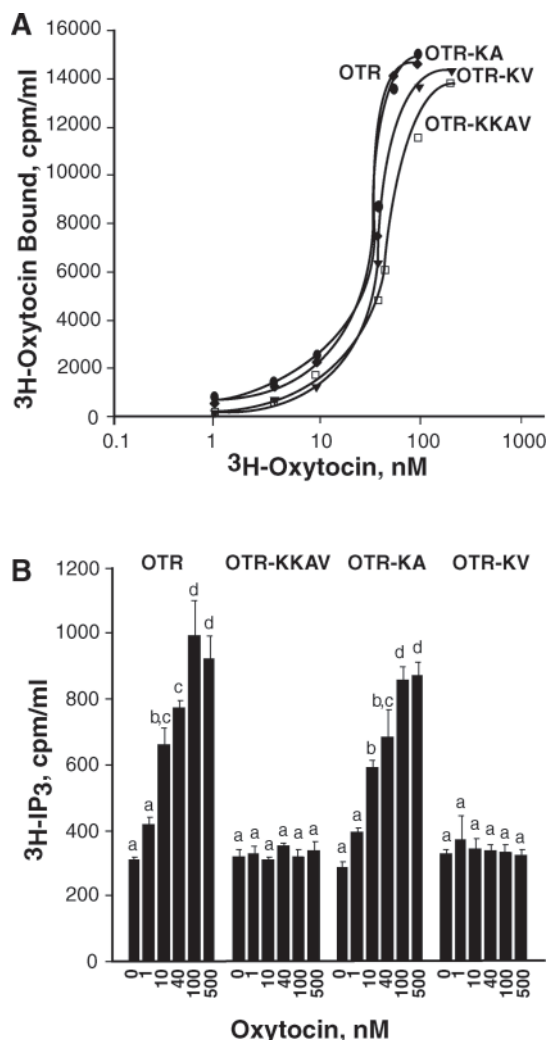 A
16000
14000
12000
10000
8000
6000
4000
2000
0
³H-Oxytocin Bound, cpm/ml
OTR
OTR-KA
OTR-KV
OTR-KKAV
0.1 1 10 100 1000
³H-Oxytocin, nM
B
OTR OTR-KKAV OTR-KA OTR-KV
1200
1000
800
600
400
200
0
³H-IP₃, cpm/ml
a a b,c c d d
a a a a a a
a a b b,c d d
a a a a a a
0 1 10 40 100 500 0 1 10 40 100 500 0 1 10 40 100 500 0 1 10 40 100 500
Oxytocin, nM